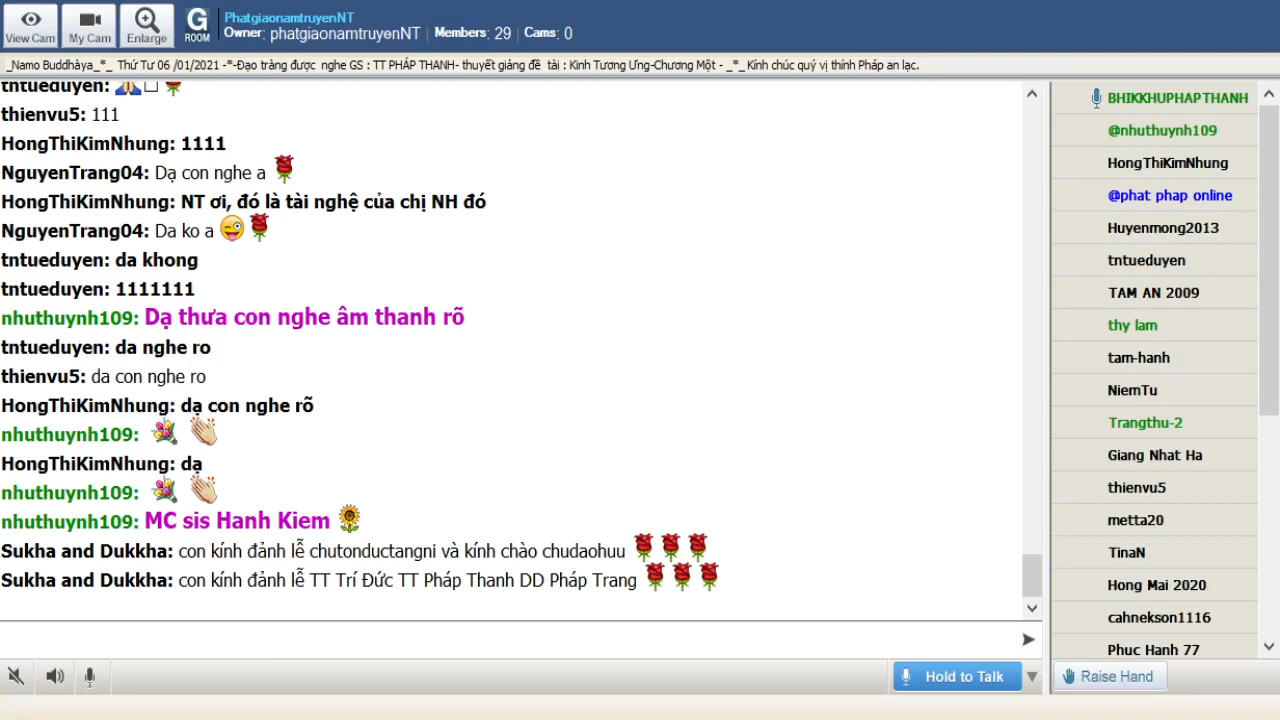 View Cam
My Cam
Enlarge
G
ROOM
PhatgiaonamtruyenNT
Owner: phatgiaonamtruyenNT | Members: 29 | Cams: 0
_Namo Buddhàya_*_ Thứ Tư 06 /01/2021 -*-Đạo tràng được nghe GS : TT PHÁP THANH- thuyết giảng đề tài : Kinh Tương Ưng-Chương Một - _*_ Kính chúc quý vị thính Pháp an lạc.
tntueduyen:
thienvu5: 111
HongThiKimNhung: 1111
NguyenTrang04: Dạ con nghe a
HongThiKimNhung: NT ơi, đó là tài nghệ của chị NH đó
NguyenTrang04: Da ko a
tntueduyen: da khong
tntueduyen: 1111111
nhuthuynh109: Dạ thưa con nghe âm thanh rõ
tntueduyen: da nghe ro
thienvu5: da con nghe ro
HongThiKimNhung: dạ con nghe rõ
nhuthuynh109:
HongThiKimNhung: dạ
nhuthuynh109:
nhuthuynh109: MC sis Hanh Kiem
Sukha and Dukkha: con kính đảnh lễ chutonductangni và kính chào chudaohuu
Sukha and Dukkha: con kính đảnh lễ TT Trí Đức TT Pháp Thanh DD Pháp Trang
BHIKKHUPHAPTHANH
@nhuthuynh109
HongThiKimNhung
@phat phap online
Huyenmong2013
tntueduyen
TAM AN 2009
thy lam
tam-hanh
NiemTu
Trangthu-2
Giang Nhat Ha
thienvu5
metta20
TinaN
Hong Mai 2020
cahnekson1116
Phuc Hanh 77
Hold to Talk
Raise Hand